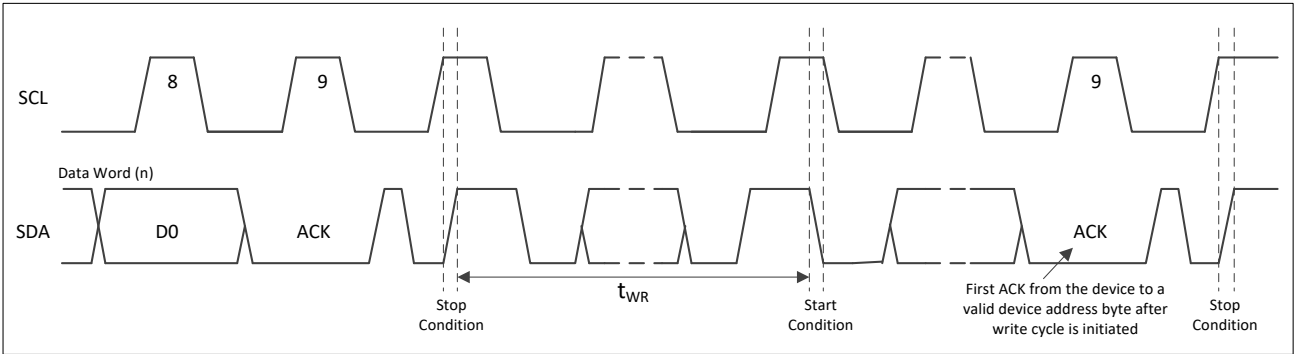 8
9
9
SCL
Data Word (n)
SDA
D0
ACK
ACK
tWR
Stop
Condition
Start
Condition
First ACK from the device to a
valid device address byte after
write cycle is initiated
Stop
Condition